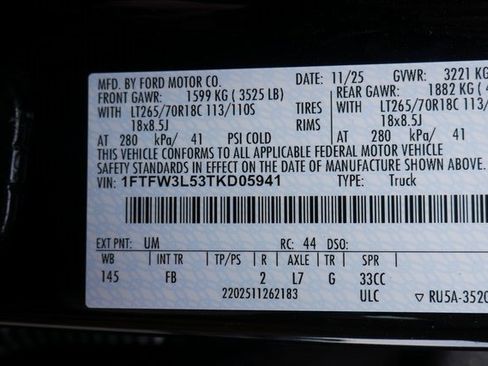 MFD. BY FORD MOTOR CO. DATE: 11/25 GVWR: 3221 KG
FRONT GAWR: 1599 KG ( 3525 LB) REAR GAWR: 1882 KG
WITH LT265/70R18C 113/110S TIRES WITH LT265/70R18C 113/
18x8.5J RIMS 18x8.5J
AT 280 kPa/ 41 PSI COLD AT 280 kPa/ 41
THIS VEHICLE CONFORMS TO ALL APPLICABLE FEDERAL MOTOR VEHICLE
SAFETY STANDARDS IN EFFECT ON THE DATE OF MANUFACTURE SHOWN
VIN: 1FTFW3L53TKD05941 TYPE: Truck
EXT PNT: UM RC: 44 DSO:
WB INT TR R AXLE TR SPR
145 FB 2 L7 G 33CC
2202511262183 ULC ▽ RU5A-3520